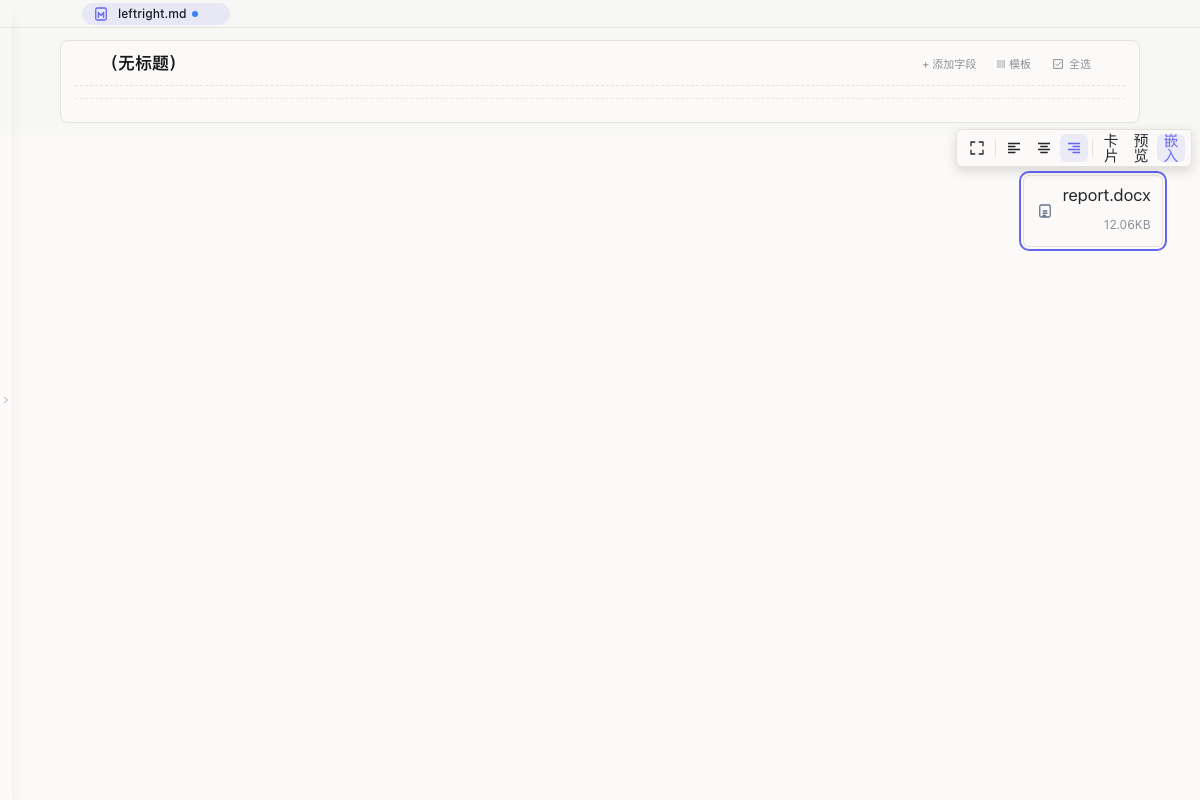 leftright.md
(无标题)
+ 添加字段
模板
全选
卡片
预览
嵌入
report.docx
12.06KB